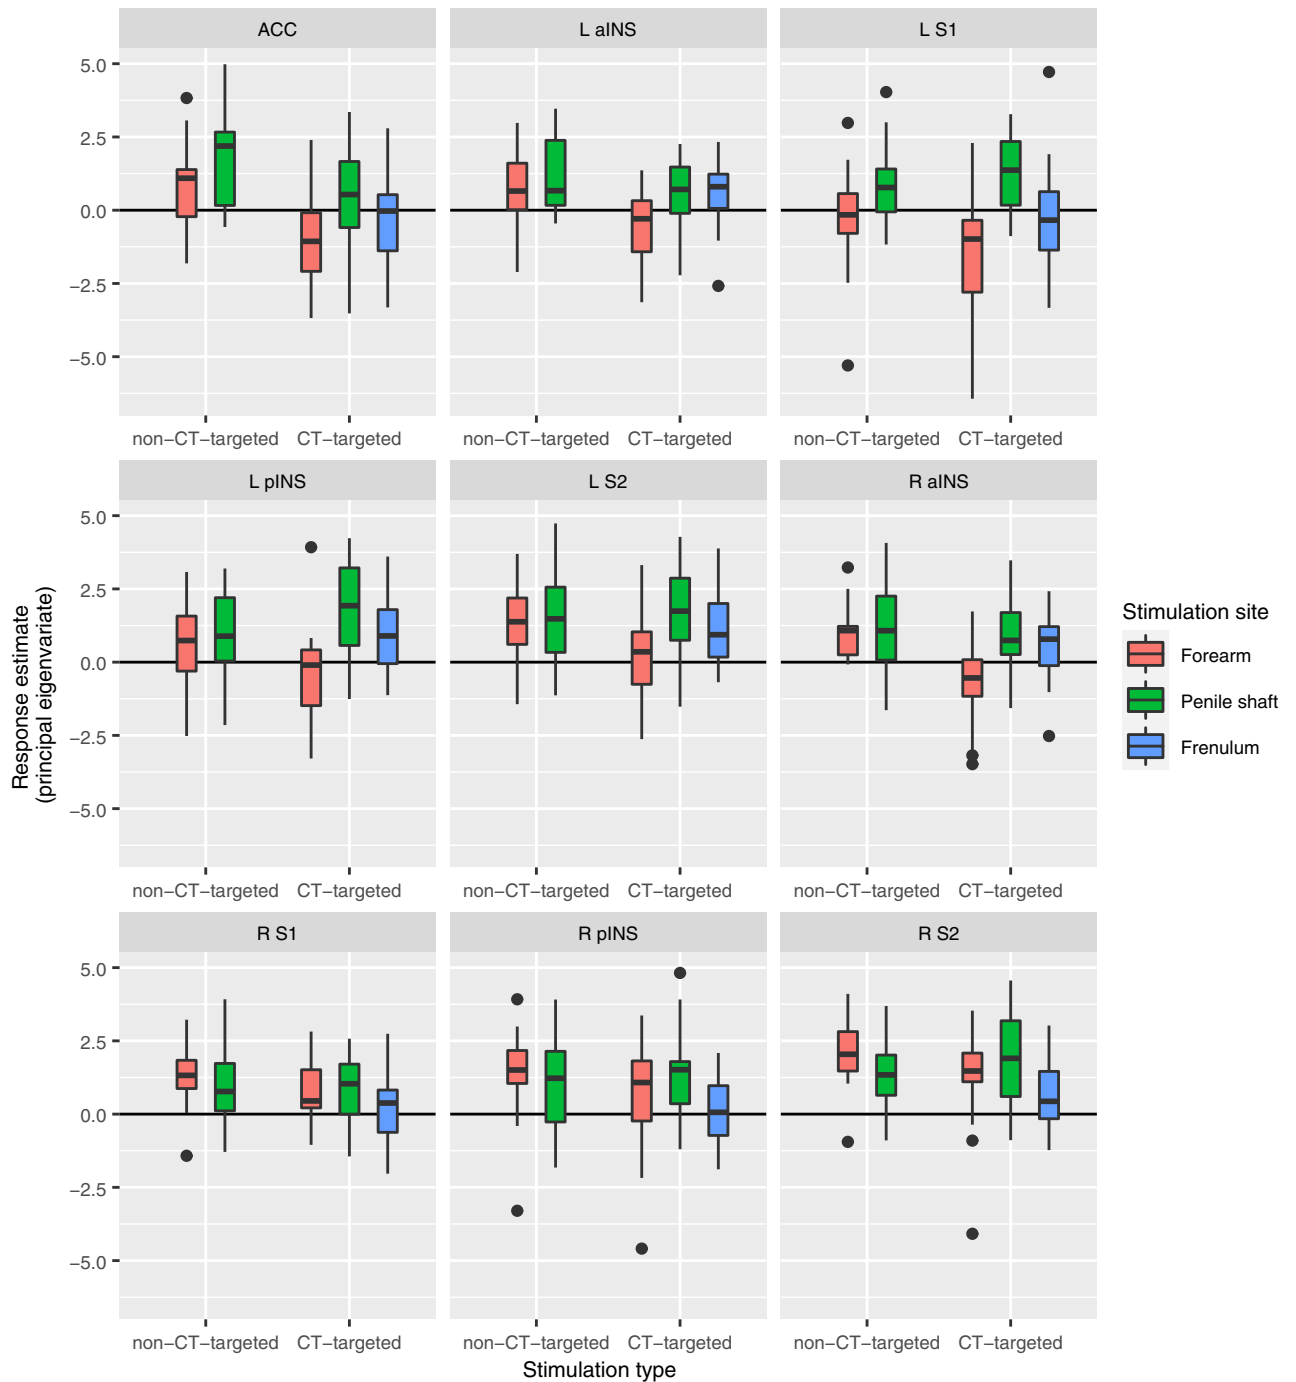 ACC
L aINS
L S1
5.0
2.5
0.0
−2.5
−5.0
non−CT−targeted
CT−targeted
non−CT−targeted
CT−targeted
non−CT−targeted
CT−targeted
L pINS
L S2
R aINS
5.0
2.5
0.0
−2.5
−5.0
non−CT−targeted
CT−targeted
non−CT−targeted
CT−targeted
non−CT−targeted
CT−targeted
R S1
R pINS
R S2
5.0
2.5
0.0
−2.5
−5.0
non−CT−targeted
CT−targeted
non−CT−targeted
CT−targeted
non−CT−targeted
CT−targeted
Stimulation type
Response estimate
(principal eigenvariate)
Stimulation site
Forearm
Penile shaft
Frenulum